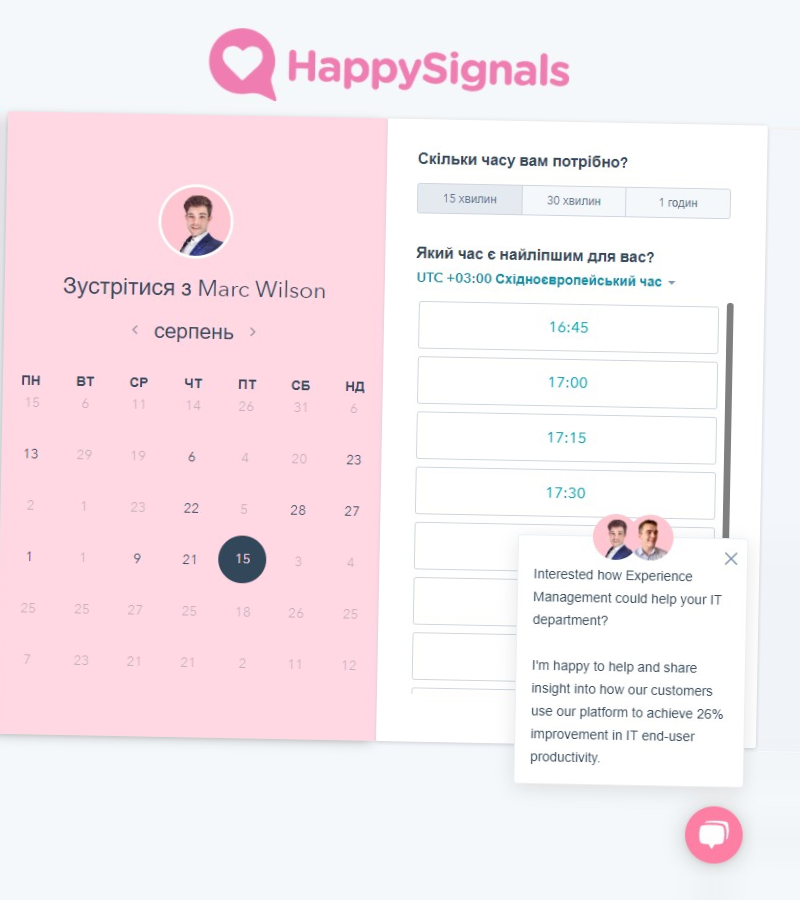 HappySignals
Зустрітися з Marc Wilson
серпень
ПН ВТ СР ЧТ ПТ СБ НД
15 6 11 14 26 31 6
13 29 19 6 4 20 23
2 1 23 22 5 28 27
1 1 9 21 15 3 4
25 25 27 25 18 26 25
7 23 21 21 2 11 12
Скільки часу вам потрібно?
15 хвилин 30 хвилин 1 годин
Який час є найліпшим для вас?
UTC +03:00 Східноєвропейський час
16:45
17:00
17:15
17:30
Interested how Experience
Management could help your IT
department?
I'm happy to help and share
insight into how our customers
use our platform to achieve 26%
improvement in IT end-user
productivity.